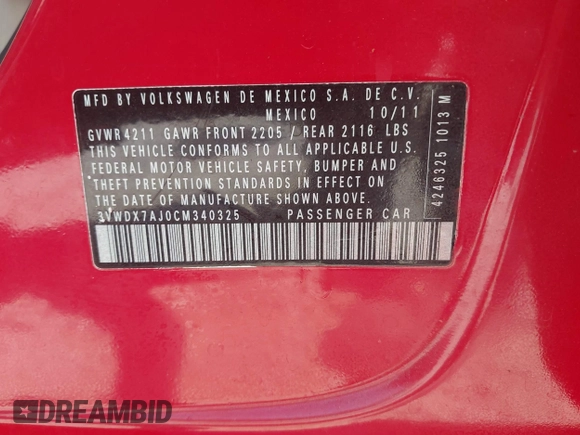 MFD BY VOLKSWAGEN DE MEXICO S.A. DE C.V.
MEXICO 10/11
GVWR 4211 GAWR FRONT 2205 / REAR 2116 LBS
THIS VEHICLE CONFORMS TO ALL APPLICABLE U.S.
FEDERAL MOTOR VEHICLE SAFETY, BUMPER AND
THEFT PREVENTION STANDARDS IN EFFECT ON
THE DATE OF MANUFACTURE SHOWN ABOVE.
3VWDX7AJ0CM340325 PASSENGER CAR
4246325 1013 M
DREAMBID